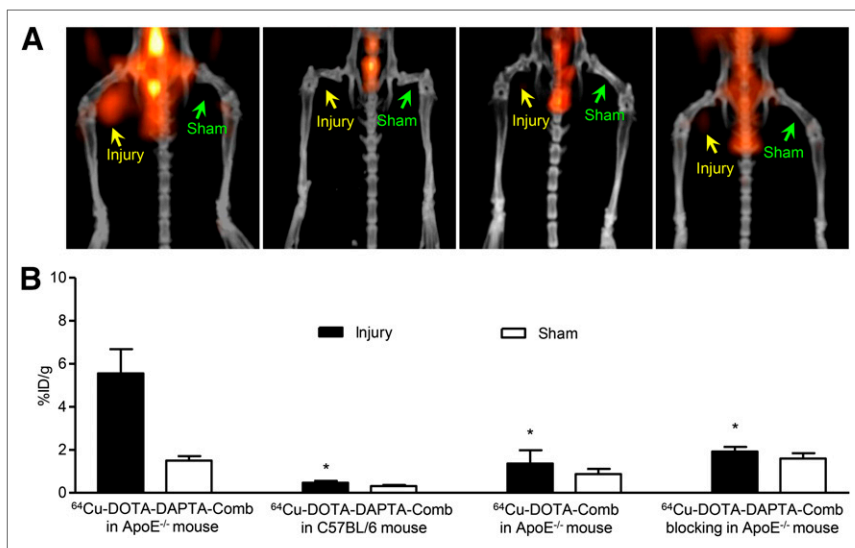 A
Injury
Sham
Injury
Sham
Injury
Sham
Injury
Sham
B
10
8
6
4
2
0
%ID/g
Injury
Sham
*
*
*
⁶⁴Cu-DOTA-DAPTA-Comb
in ApoE⁻/⁻ mouse
⁶⁴Cu-DOTA-DAPTA-Comb
in C57BL/6 mouse
⁶⁴Cu-DOTA-Comb
in ApoE⁻/⁻ mouse
⁶⁴Cu-DOTA-DAPTA-Comb
blocking in ApoE⁻/⁻ mouse